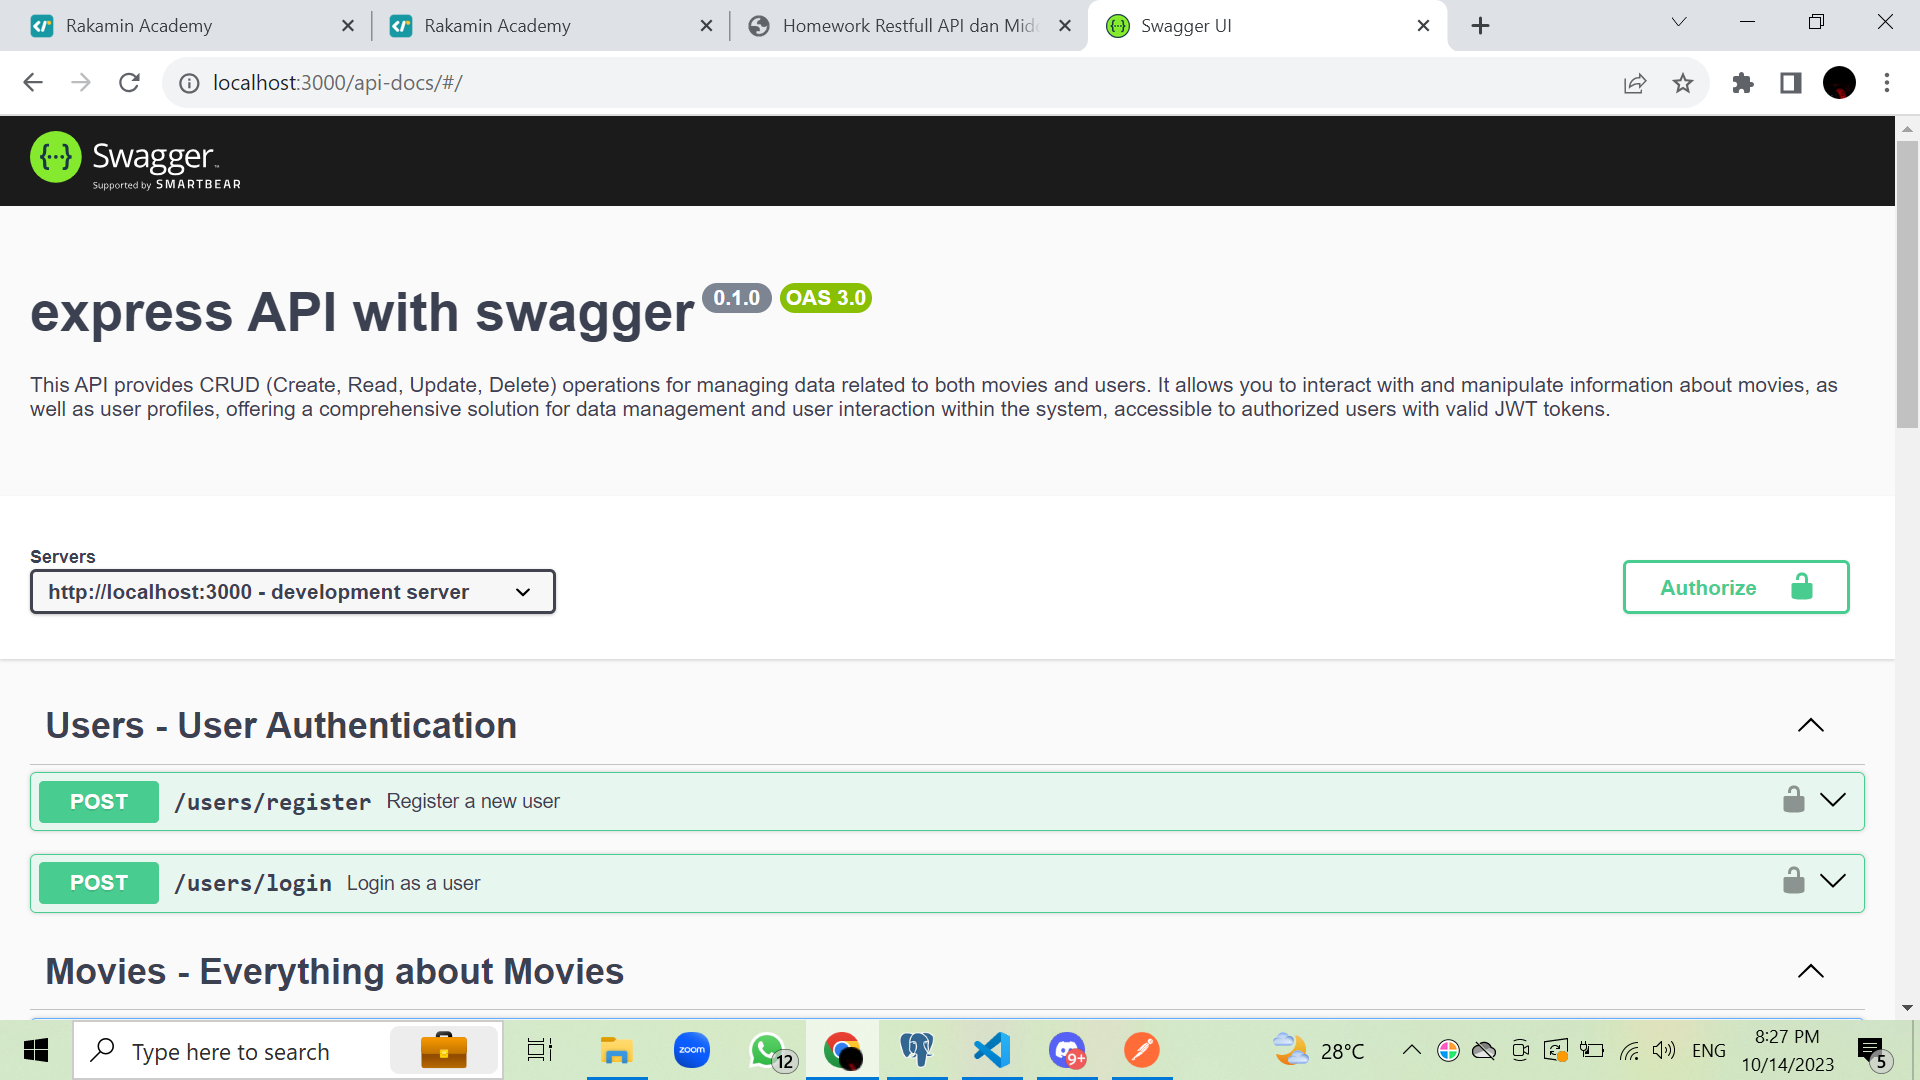 Rakamin Academy
Rakamin Academy
Homework Restfull API dan Mid
Swagger UI
localhost:3000/api-docs/#/
Swagger
Supported by SMARTBEAR
express API with swagger 0.1.0 OAS 3.0
This API provides CRUD (Create, Read, Update, Delete) operations for managing data related to both movies and users. It allows you to interact with and manipulate information about movies, as
well as user profiles, offering a comprehensive solution for data management and user interaction within the system, accessible to authorized users with valid JWT tokens.
Servers
http://localhost:3000 - development server
Authorize
Users - User Authentication
POST /users/register Register a new user
POST /users/login Login as a user
Movies - Everything about Movies
Type here to search
zoom
12
9+
28°C
ENG
8:27 PM
10/14/2023
5